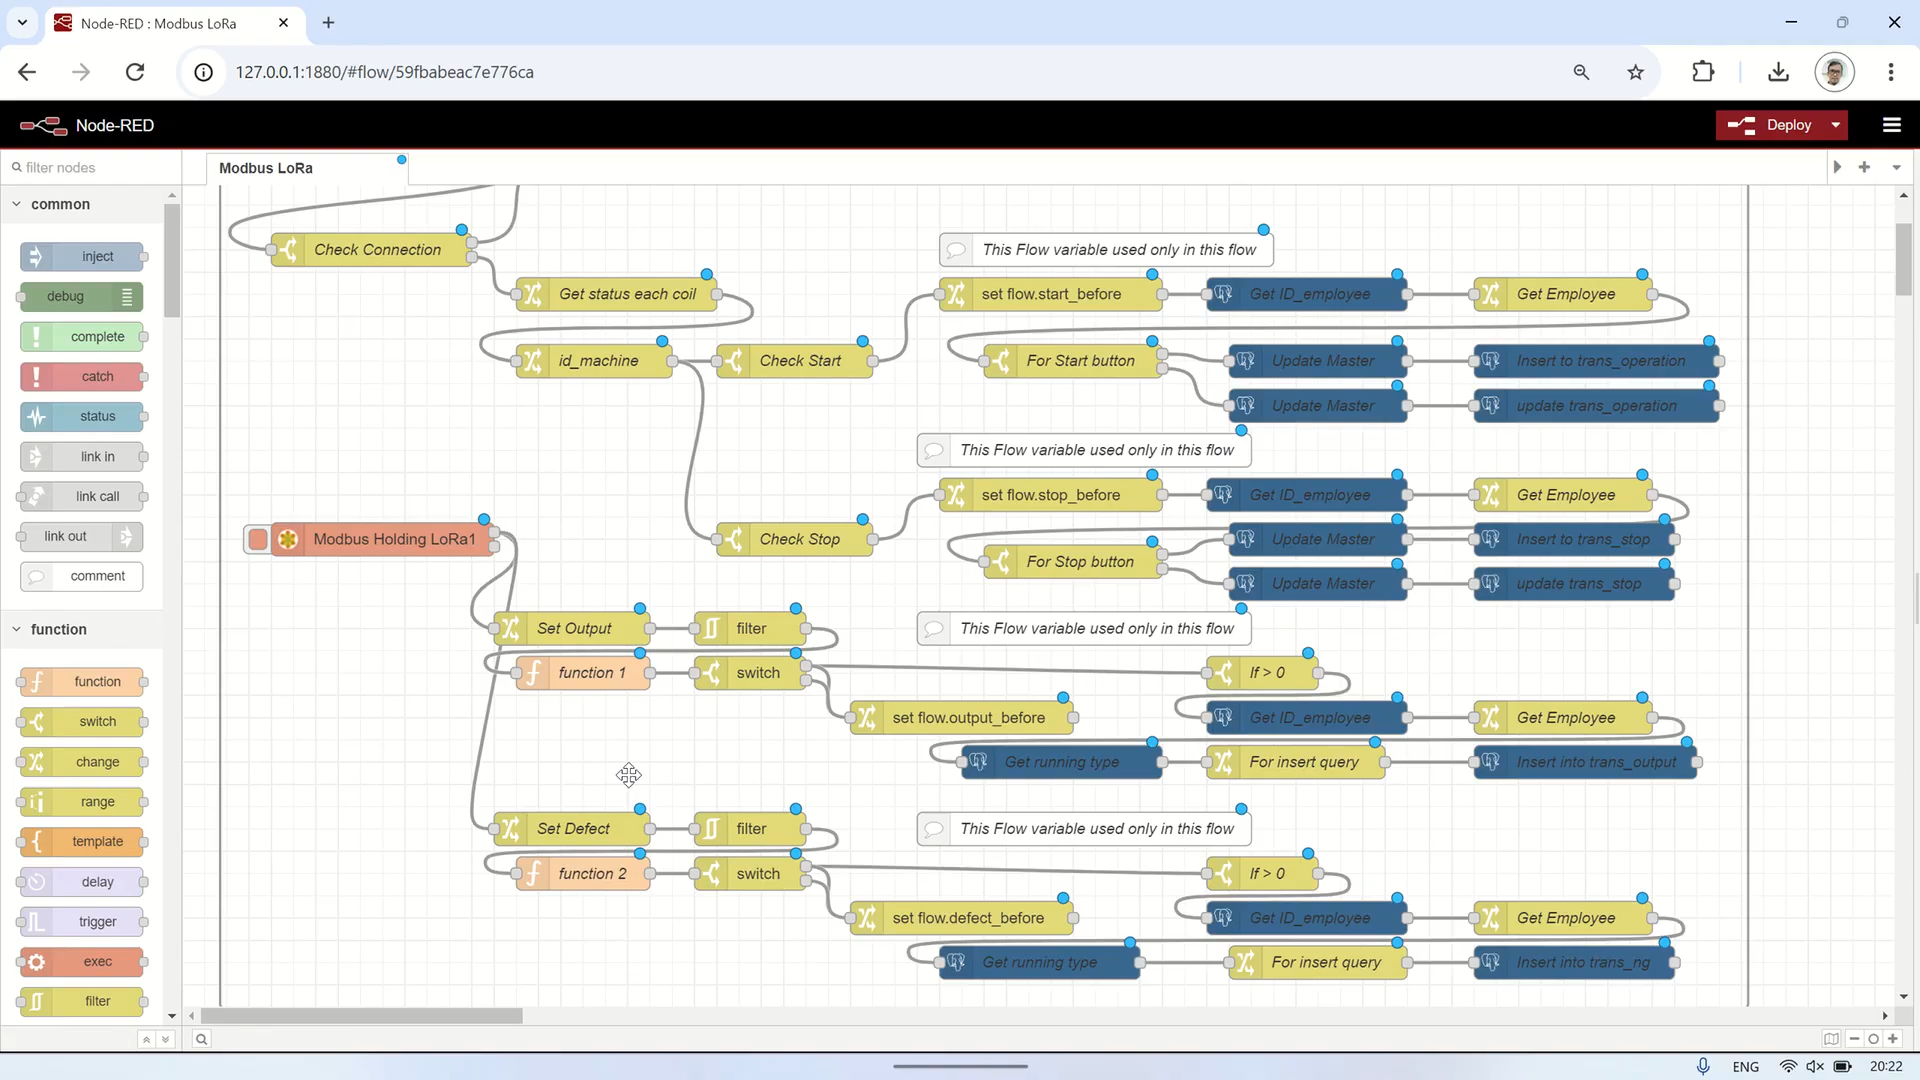 Node-RED : Modbus LoRa
127.0.0.1:1880/#flow/59fbabeac7e776ca
Node-RED
Deploy
filter nodes
Modbus LoRa
common
inject
debug
complete
catch
status
link in
link call
link out
comment
function
function
switch
change
range
template
delay
trigger
exec
filter
Check Connection
This Flow variable used only in this flow
Get status each coil
set flow.start_before
Get ID_employee
Get Employee
id_machine
Check Start
For Start button
Update Master
Insert to trans_operation
Update Master
update trans_operation
This Flow variable used only in this flow
set flow.stop_before
Get ID_employee
Get Employee
Modbus Holding LoRa1
Check Stop
Update Master
Insert to trans_stop
For Stop button
Update Master
update trans_stop
Set Output
filter
This Flow variable used only in this flow
function 1
switch
If > 0
set flow.output_before
Get ID_employee
Get Employee
Get running type
For insert query
Insert into trans_output
Set Defect
filter
This Flow variable used only in this flow
function 2
switch
If > 0
set flow.defect_before
Get ID_employee
Get Employee
Get running type
For insert query
Insert into trans_ng
ENG
20:22